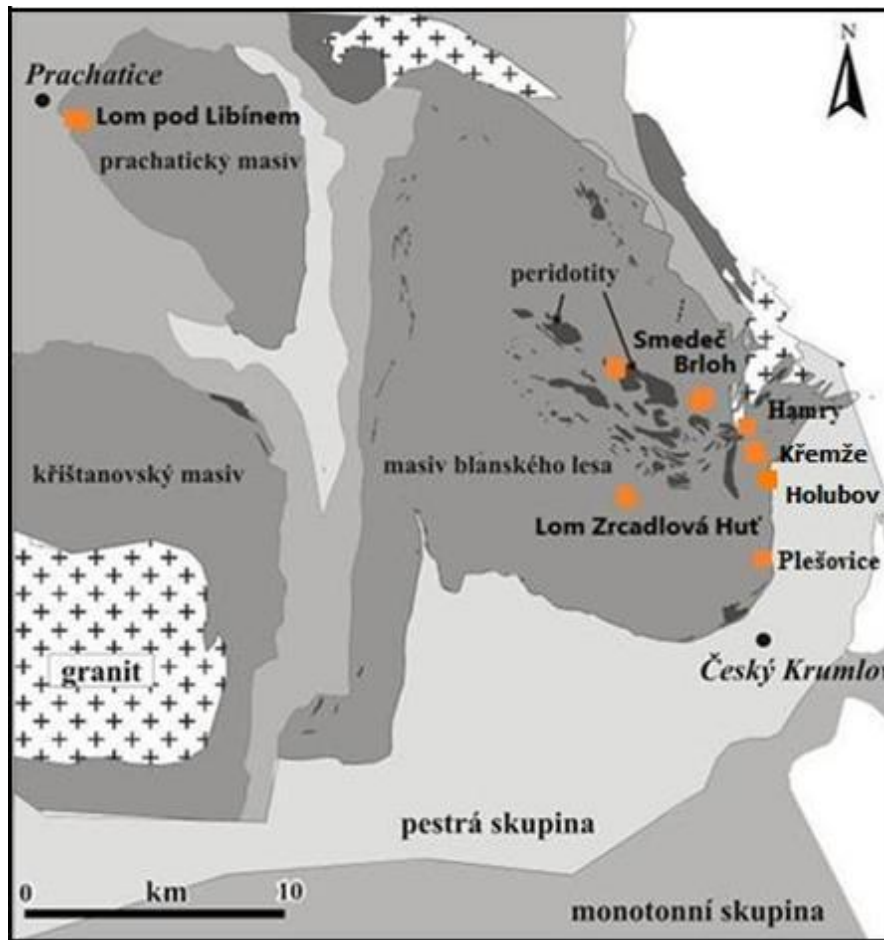 N
Prachatice
Lom pod Libínem
prachatický masiv
peridotity
Smedeč
Brloh
Hamry
Křemže
Holubov
křištanovský masiv
masiv blanského lesa
Lom Zrcadlová Huť
Plešovice
granit
Český Krumlov
pestrá skupina
0 km 10
monotonní skupina